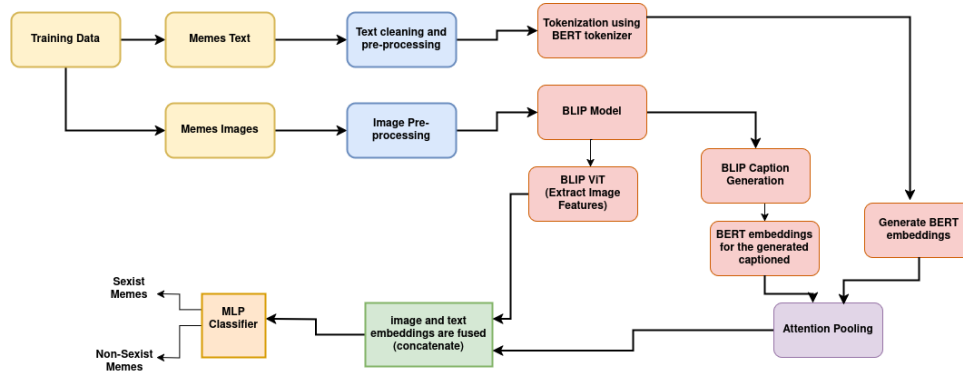 Training Data
Memes Text
Text cleaning and
pre-processing
Tokenization using
BERT tokenizer
Memes Images
Image Pre-
processing
BLIP Model
BLIP ViT
(Extract Image
Features)
BLIP Caption
Generation
BERT embeddings
for the generated
captioned
Generate BERT
embeddings
Attention Pooling
image and text
embeddings are fused
(concatenate)
MLP
Classifier
Sexist
Memes
Non-Sexist
Memes